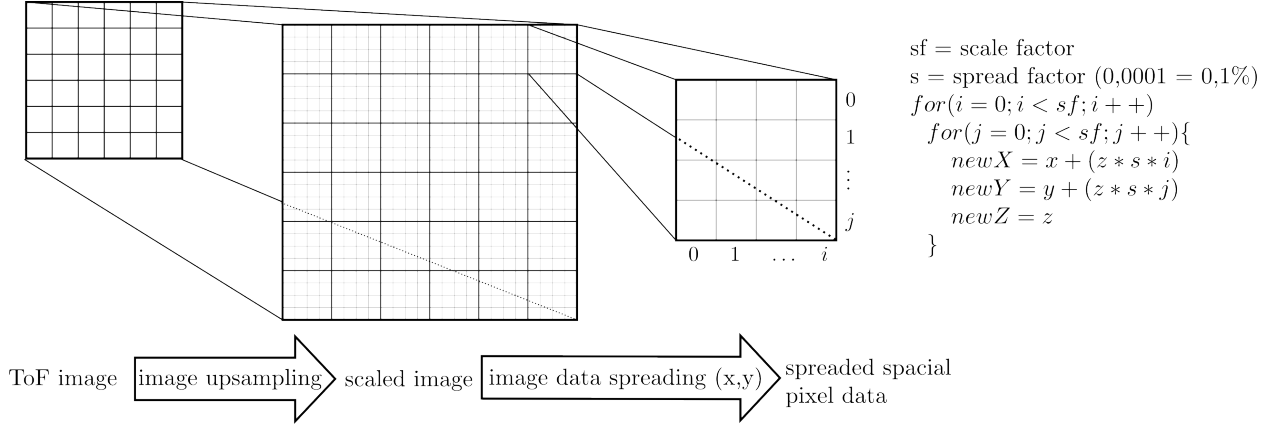 sf = scale factor
s = spread factor (0,0001 = 0,1%)
for(i = 0; i < sf; i + +)
for(j = 0; j < sf; j + +){
newX = x + (z * s * i)
newY = y + (z * s * j)
newZ = z
}
0
1
⋮
j
0 1 ... i
ToF image
image upsampling
scaled image
image data spreading (x,y)
spreaded spacial
pixel data